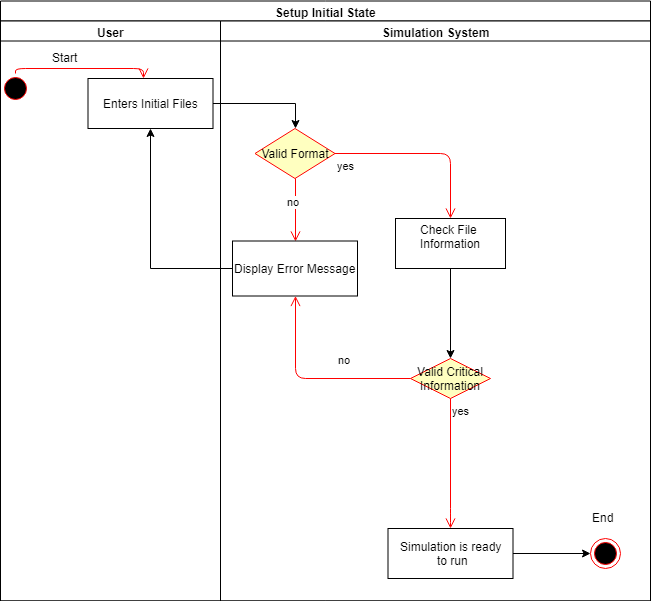 Setup Initial State
User
Simulation System
Start
Enters Initial Files
Valid Format
yes
no
Check File
Information
Display Error Message
no
Valid Critical
Information
yes
End
Simulation is ready
to run